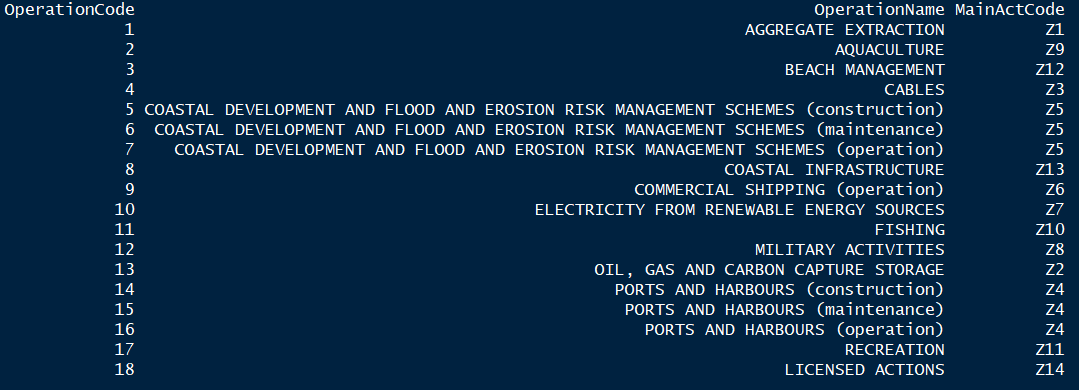 OperationCode OperationName MainActCode
1 AGGREGATE EXTRACTION Z1
2 AQUACULTURE Z9
3 BEACH MANAGEMENT Z12
4 CABLES Z3
5 COASTAL DEVELOPMENT AND FLOOD AND EROSION RISK MANAGEMENT SCHEMES (construction) Z5
6 COASTAL DEVELOPMENT AND FLOOD AND EROSION RISK MANAGEMENT SCHEMES (maintenance) Z5
7 COASTAL DEVELOPMENT AND FLOOD AND EROSION RISK MANAGEMENT SCHEMES (operation) Z5
8 COASTAL INFRASTRUCTURE Z13
9 COMMERCIAL SHIPPING (operation) Z6
10 ELECTRICITY FROM RENEWABLE ENERGY SOURCES Z7
11 FISHING Z10
12 MILITARY ACTIVITIES Z8
13 OIL, GAS AND CARBON CAPTURE STORAGE Z2
14 PORTS AND HARBOURS (construction) Z4
15 PORTS AND HARBOURS (maintenance) Z4
16 PORTS AND HARBOURS (operation) Z4
17 RECREATION Z11
18 LICENSED ACTIONS Z14